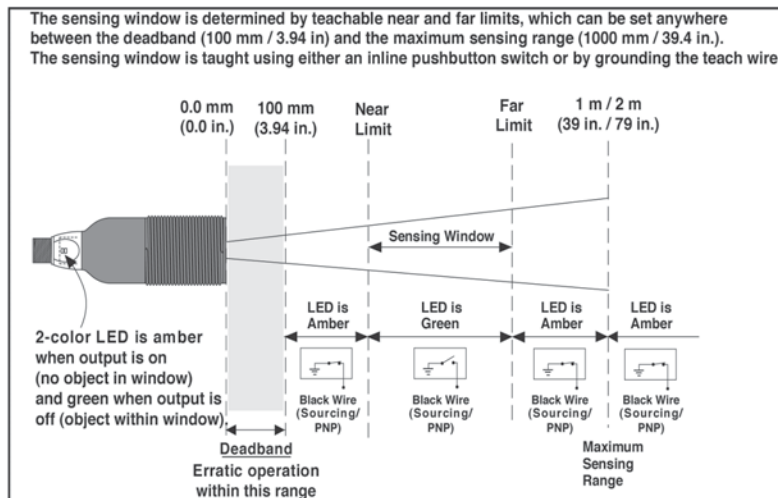 The sensing window is determined by teachable near and far limits, which can be set anywhere
between the deadband (100 mm / 3.94 in) and the maximum sensing range (1000 mm / 39.4 in.).
The sensing window is taught using either an inline pushbutton switch or by grounding the teach wire
0.0 mm
(0.0 in.)
100 mm
(3.94 in.)
Near
Limit
Far
Limit
1 m / 2 m
(39 in. / 79 in.)
Sensing Window
2-color LED is amber
when output is on
(no object in window)
and green when output is
off (object within window).
LED is
Amber
LED is
Green
LED is
Amber
LED is
Amber
Black Wire
(Sourcing/
PNP)
Black Wire
(Sourcing/
PNP)
Black Wire
(Sourcing/
PNP)
Black Wire
(Sourcing/
PNP)
Deadband
Erratic operation
within this range
Maximum
Sensing
Range